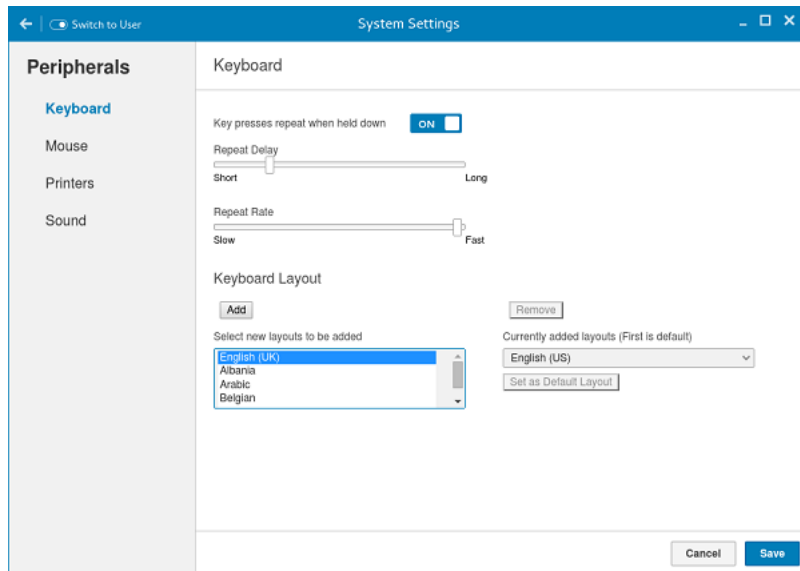 Switch to User
System Settings
Peripherals
Keyboard
Mouse
Printers
Sound
Keyboard
Key presses repeat when held down
ON
Repeat Delay
Short
Long
Repeat Rate
Slow
Fast
Keyboard Layout
Add
Remove
Select new layouts to be added
Currently added layouts (First is default)
English (UK)
Albania
Arabic
Belgian
English (US)
Set as Default Layout
Cancel
Save